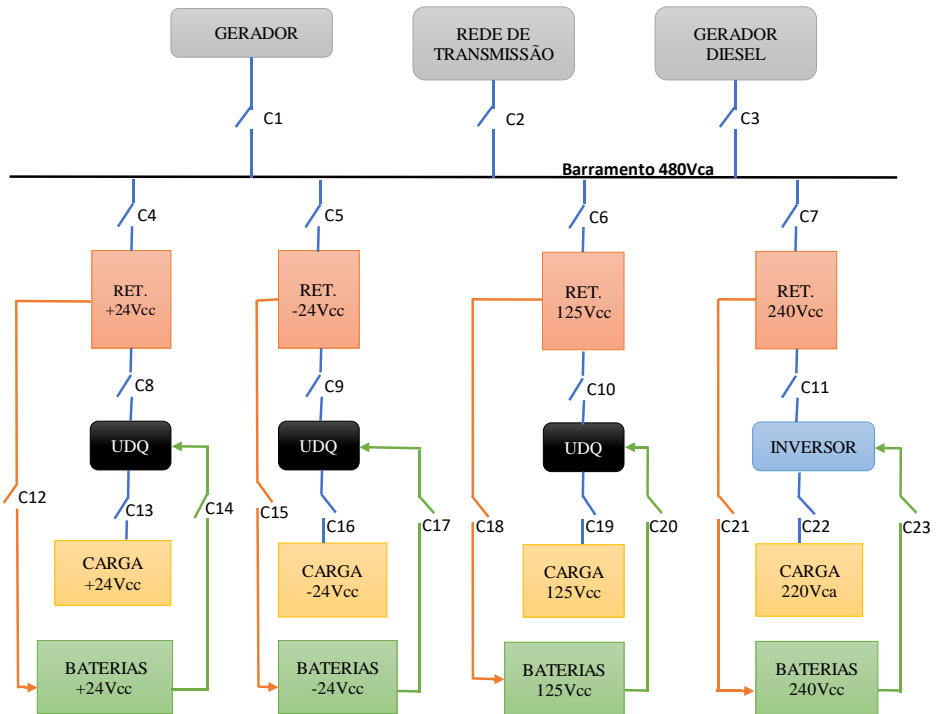 GERADOR
REDE DE
TRANSMISSÃO
GERADOR
DIESEL
C1
C2
C3
Barramento 480Vca
C4
C5
C6
C7
RET.
+24Vcc
RET.
-24Vcc
RET.
125Vcc
RET.
240Vcc
C8
C9
C10
C11
UDQ
UDQ
UDQ
INVERSOR
C12
C13
C14
C15
C16
C17
C18
C19
C20
C21
C22
C23
CARGA
+24Vcc
CARGA
-24Vcc
CARGA
125Vcc
CARGA
220Vca
BATERIAS
+24Vcc
BATERIAS
-24Vcc
BATERIAS
125Vcc
BATERIAS
240Vcc